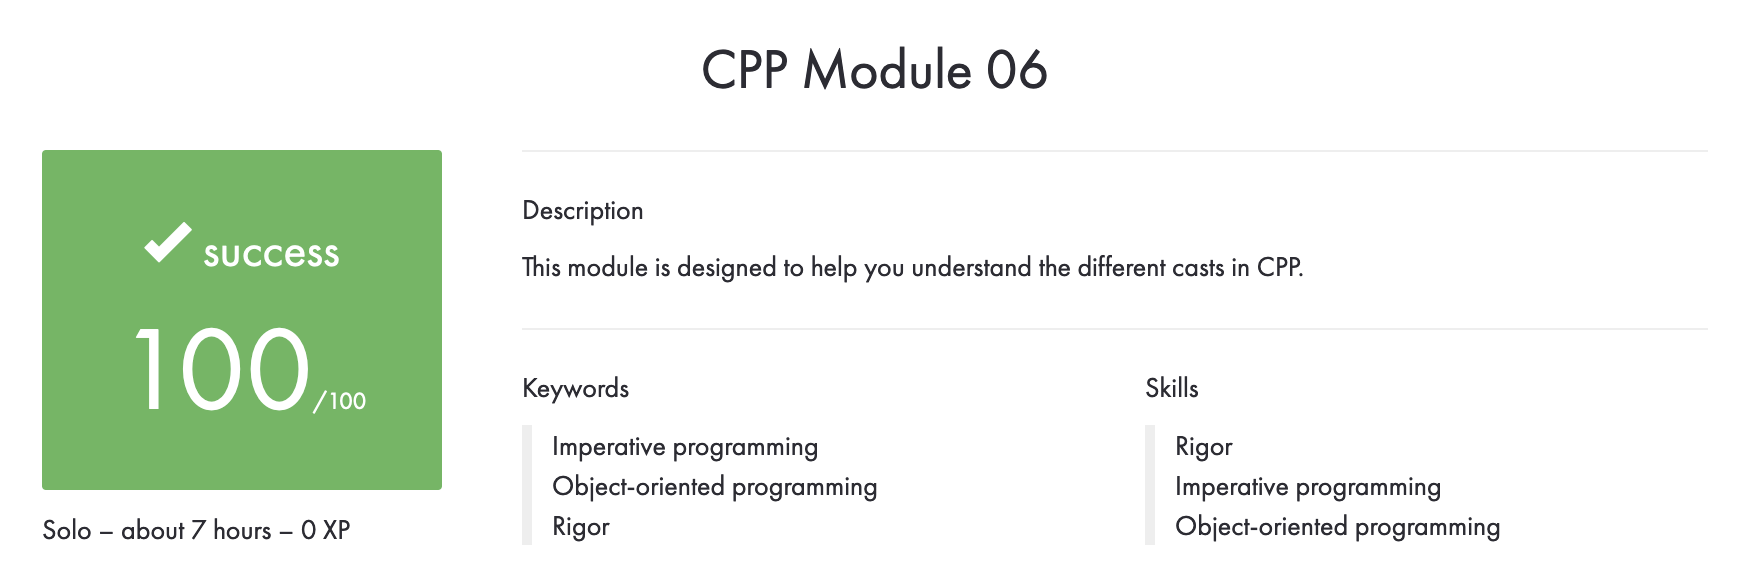 CPP Module 06
✔ success
100/100
Solo – about 7 hours – 0 XP
Description
This module is designed to help you understand the different casts in CPP.
Keywords
Imperative programming
Object-oriented programming
Rigor
Skills
Rigor
Imperative programming
Object-oriented programming